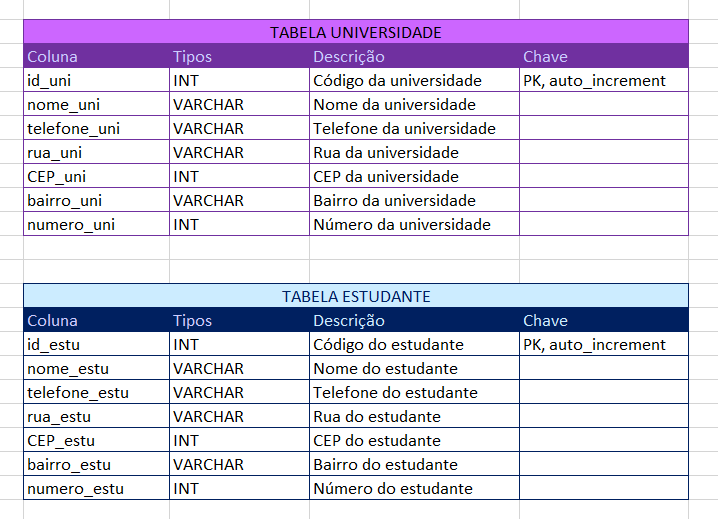 TABELA UNIVERSIDADE
Coluna Tipos Descrição Chave
id_uni INT Código da universidade PK, auto_increment
nome_uni VARCHAR Nome da universidade
telefone_uni VARCHAR Telefone da universidade
rua_uni VARCHAR Rua da universidade
CEP_uni INT CEP da universidade
bairro_uni VARCHAR Bairro da universidade
numero_uni INT Número da universidade
TABELA ESTUDANTE
Coluna Tipos Descrição Chave
id_estu INT Código do estudante PK, auto_increment
nome_estu VARCHAR Nome do estudante
telefone_estu VARCHAR Telefone do estudante
rua_estu VARCHAR Rua do estudante
CEP_estu INT CEP do estudante
bairro_estu VARCHAR Bairro do estudante
numero_estu INT Número do estudante